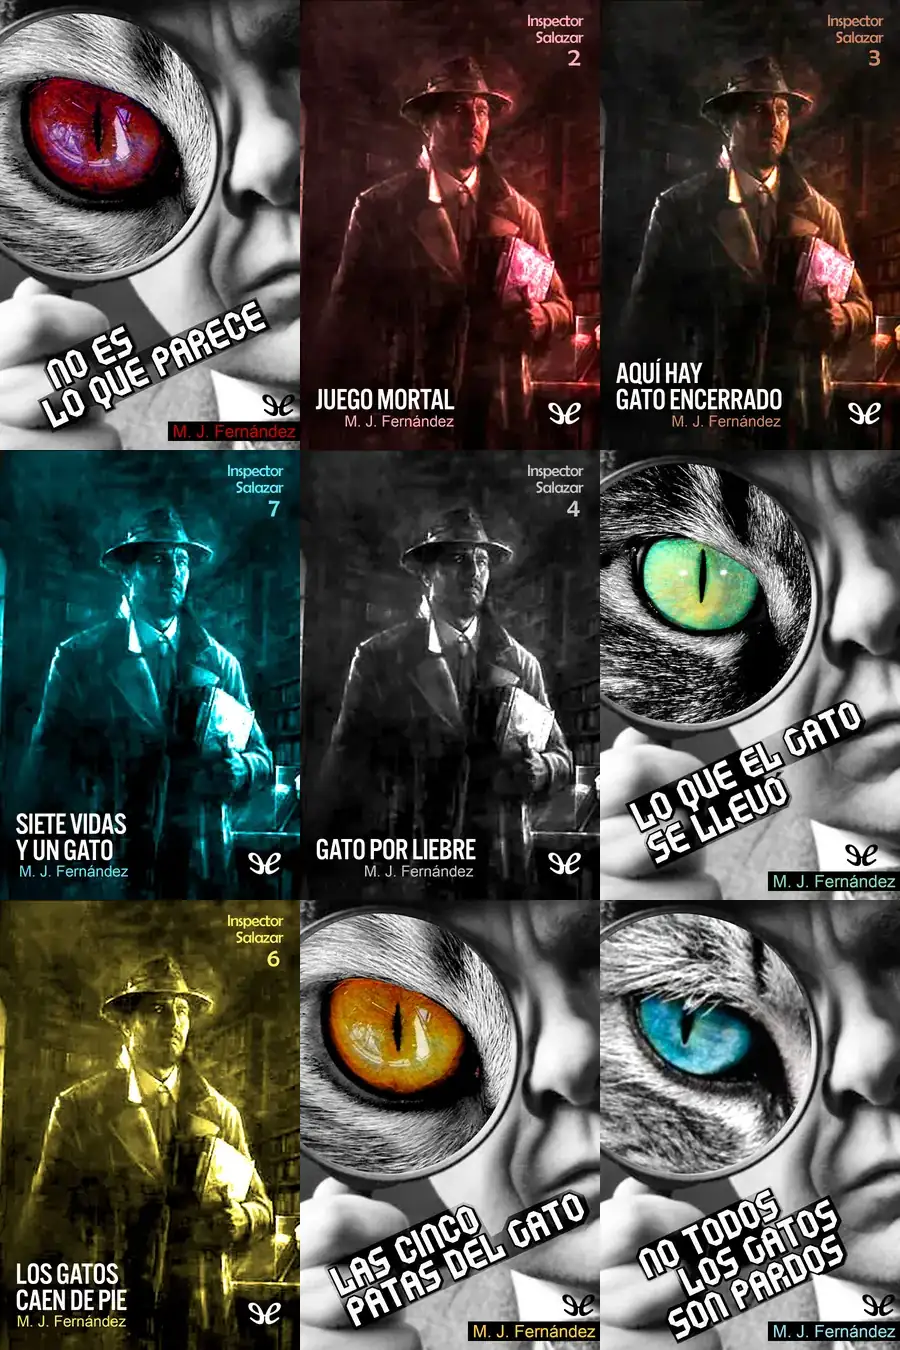 NO ES
LO QUE PARECE
M. J. Fernández
Inspector
Salazar
2
JUEGO MORTAL
M. J. Fernández
Inspector
Salazar
3
AQUÍ HAY
GATO ENCERRADO
M. J. Fernández
Inspector
Salazar
7
SIETE VIDAS
Y UN GATO
M. J. Fernández
Inspector
Salazar
4
GATO POR LIEBRE
M. J. Fernández
LO QUE EL GATO
SE LLEVÓ
M. J. Fernández
Inspector
Salazar
6
LOS GATOS
CAEN DE PIE
M. J. Fernández
LAS CINCO
PATAS DEL GATO
M. J. Fernández
NO TODOS
LOS GATOS
SON PARDOS
M. J. Fernández